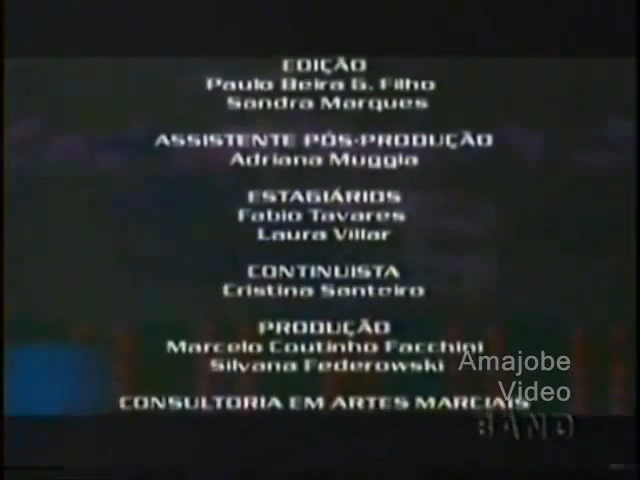 EDIÇÃO
Paulo Beira G. Filho
Sandra Marques
ASSISTENTE PÓS-PRODUÇÃO
Adriana Muggia
ESTAGIÁRIOS
Fabio Tavares
Laura Villar
CONTINUISTA
Cristina Santeiro
PRODUÇÃO
Marcelo Coutinho Facchini
Silvana Federowski
Amajobe
Video
CONSULTORIA EM ARTES MARCIAIS
BAND